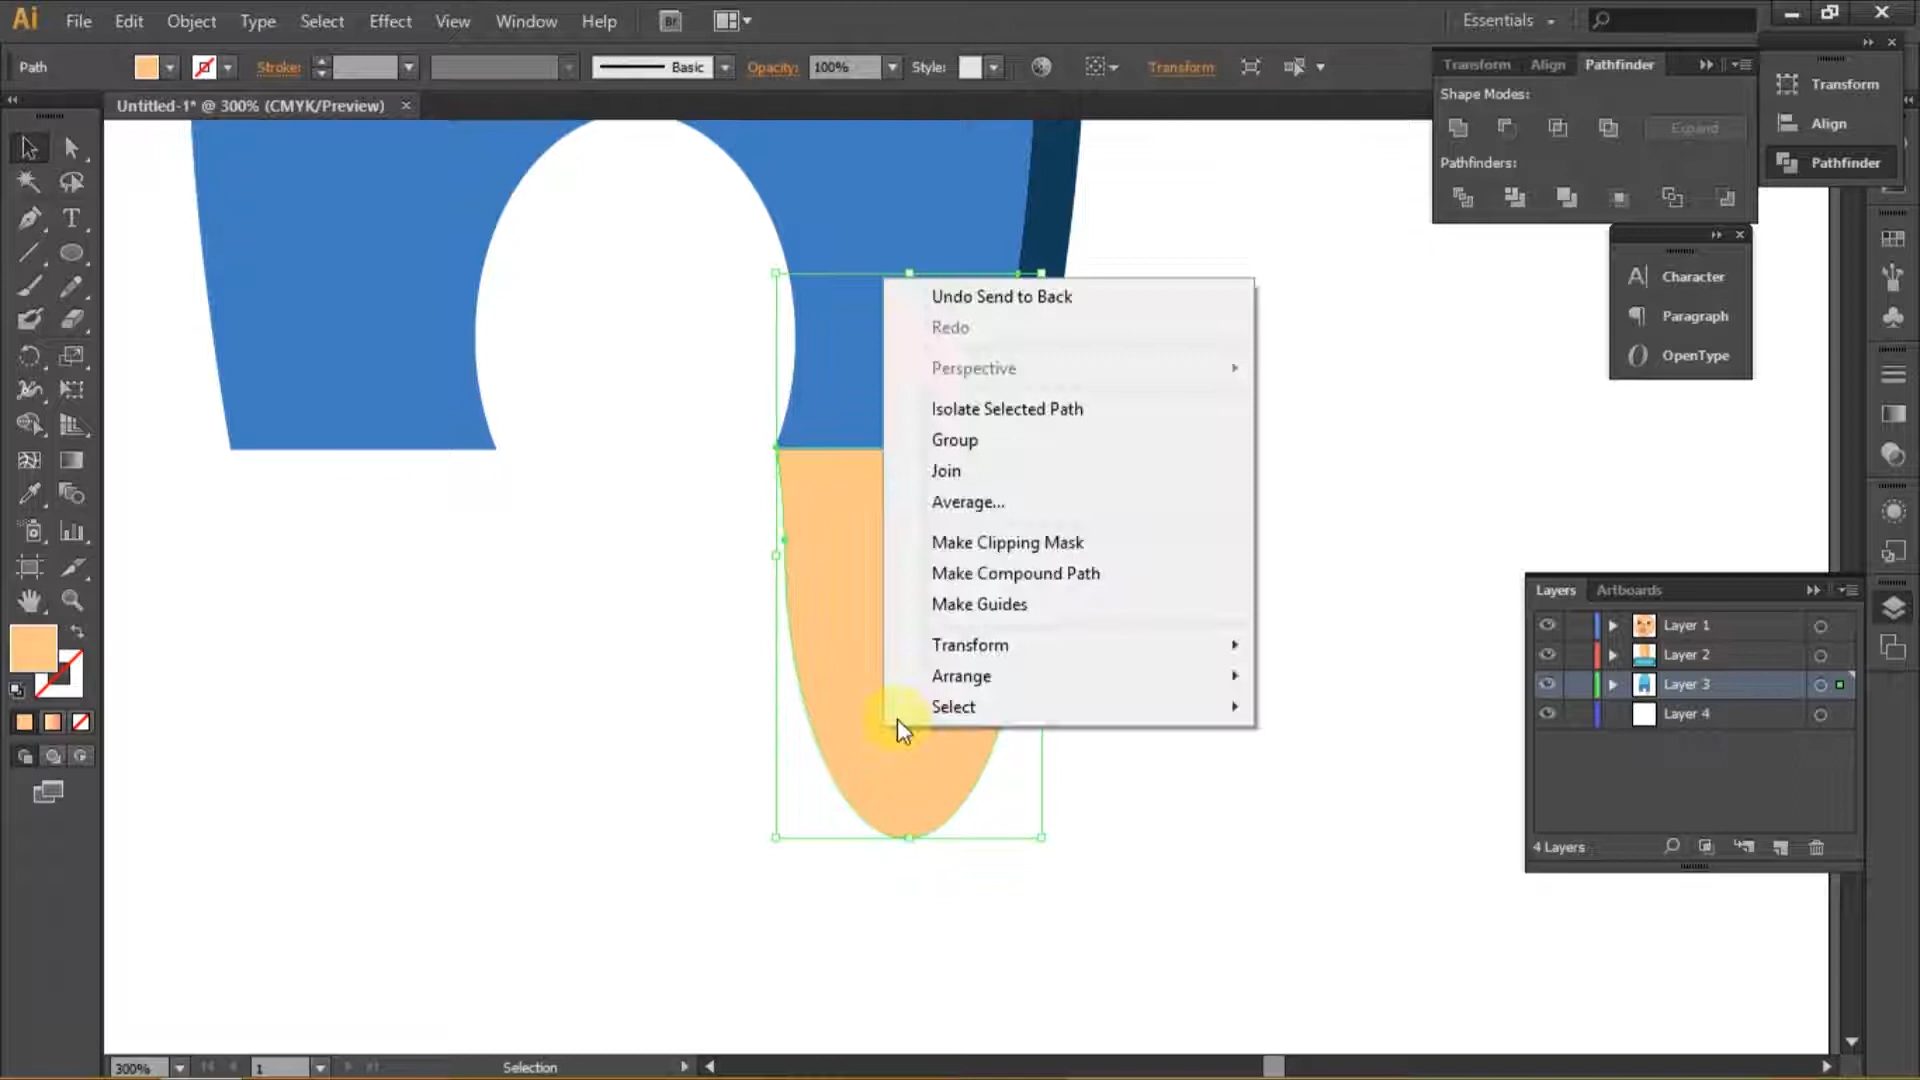 Ai File Edit Object Type Select Effect View Window Help Br Essentials
Path Stroke: Basic Opacity: 100% Style: Transform
Untitled-1* @ 300% (CMYK/Preview)
Transform Align Pathfinder
Shape Modes:
Expand
Pathfinders:
Transform
Align
Pathfinder
Character
Paragraph
OpenType
Undo Send to Back
Redo
Perspective
Isolate Selected Path
Group
Join
Average...
Make Clipping Mask
Make Compound Path
Make Guides
Transform
Arrange
Select
Layers Artboards
Layer 1
Layer 2
Layer 3
Layer 4
4 Layers
300% 1 Selection